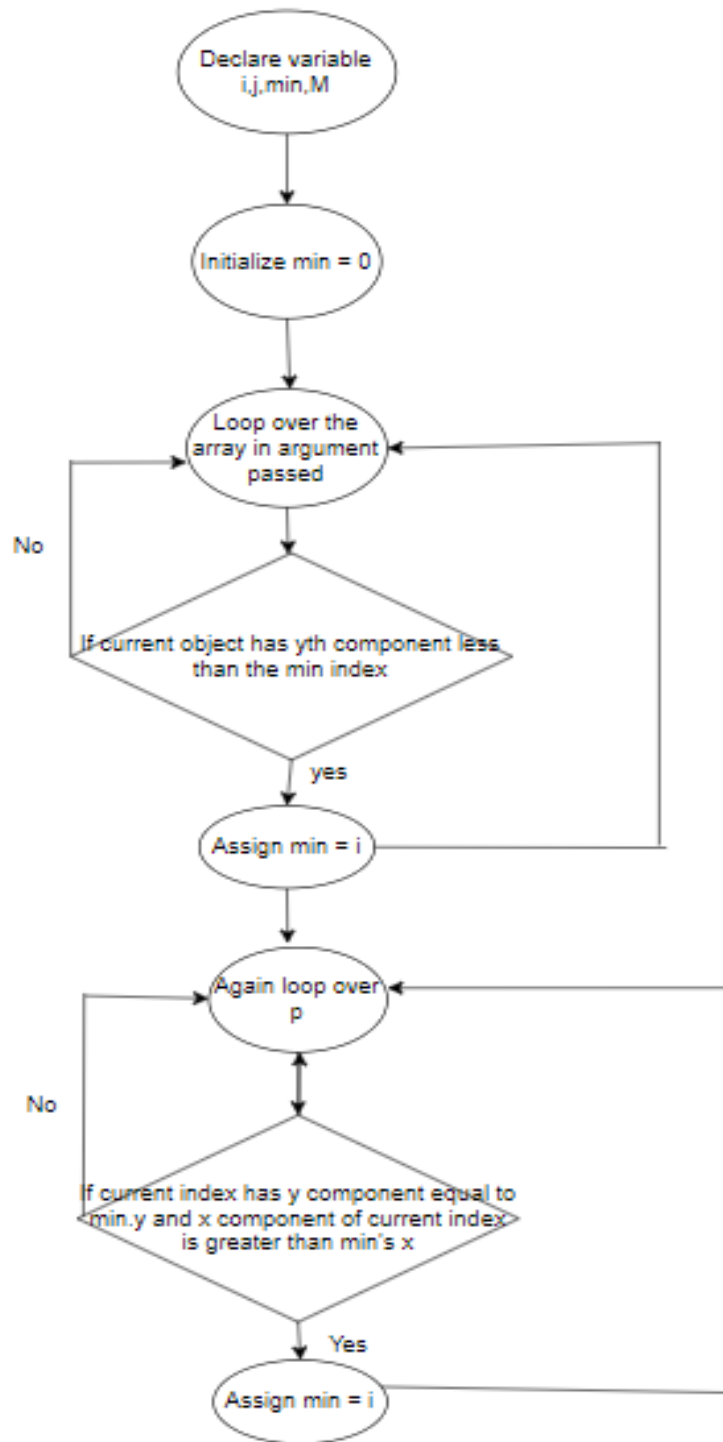 Declare variable
i,j,min,M
Initialize min = 0
Loop over the
array in argument
passed
No
If current object has yth component less
than the min index
yes
Assign min = i
Again loop over
p
No
If current index has y component equal to
min.y and x component of current index
is greater than min's x
Yes
Assign min = i